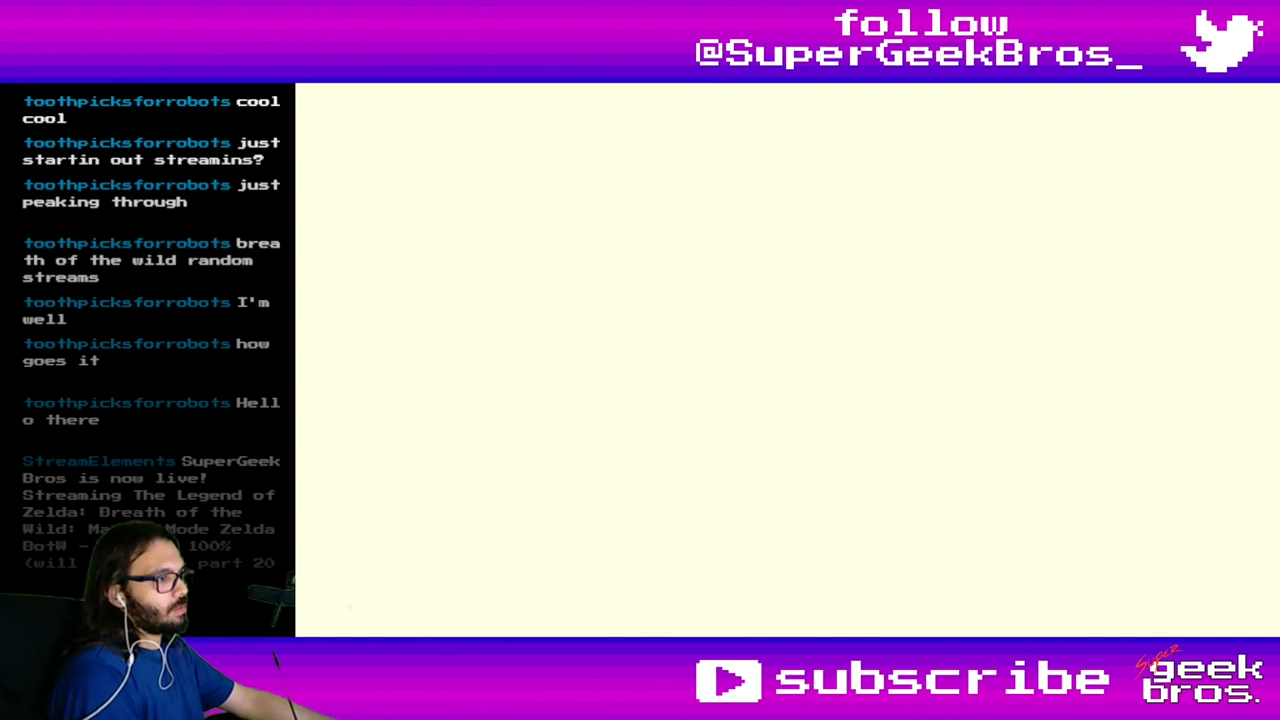 follow
@SuperGeekBros_
toothpicksforrobots cool
cool
toothpicksforrobots just
startin out streamins?
toothpicksforrobots just
peaking through
toothpicksforrobots brea
th of the wild random
streams
toothpicksforrobots I'm
well
toothpicksforrobots how
goes it
toothpicksforrobots Hell
o there
StreamElements SuperGeek
Bros is now live!
Streaming The Legend of
Zelda: Breath of the
Wild: Mode Zelda
BotW - 100%
(will part 20
subscribe
Super
geek
bros.